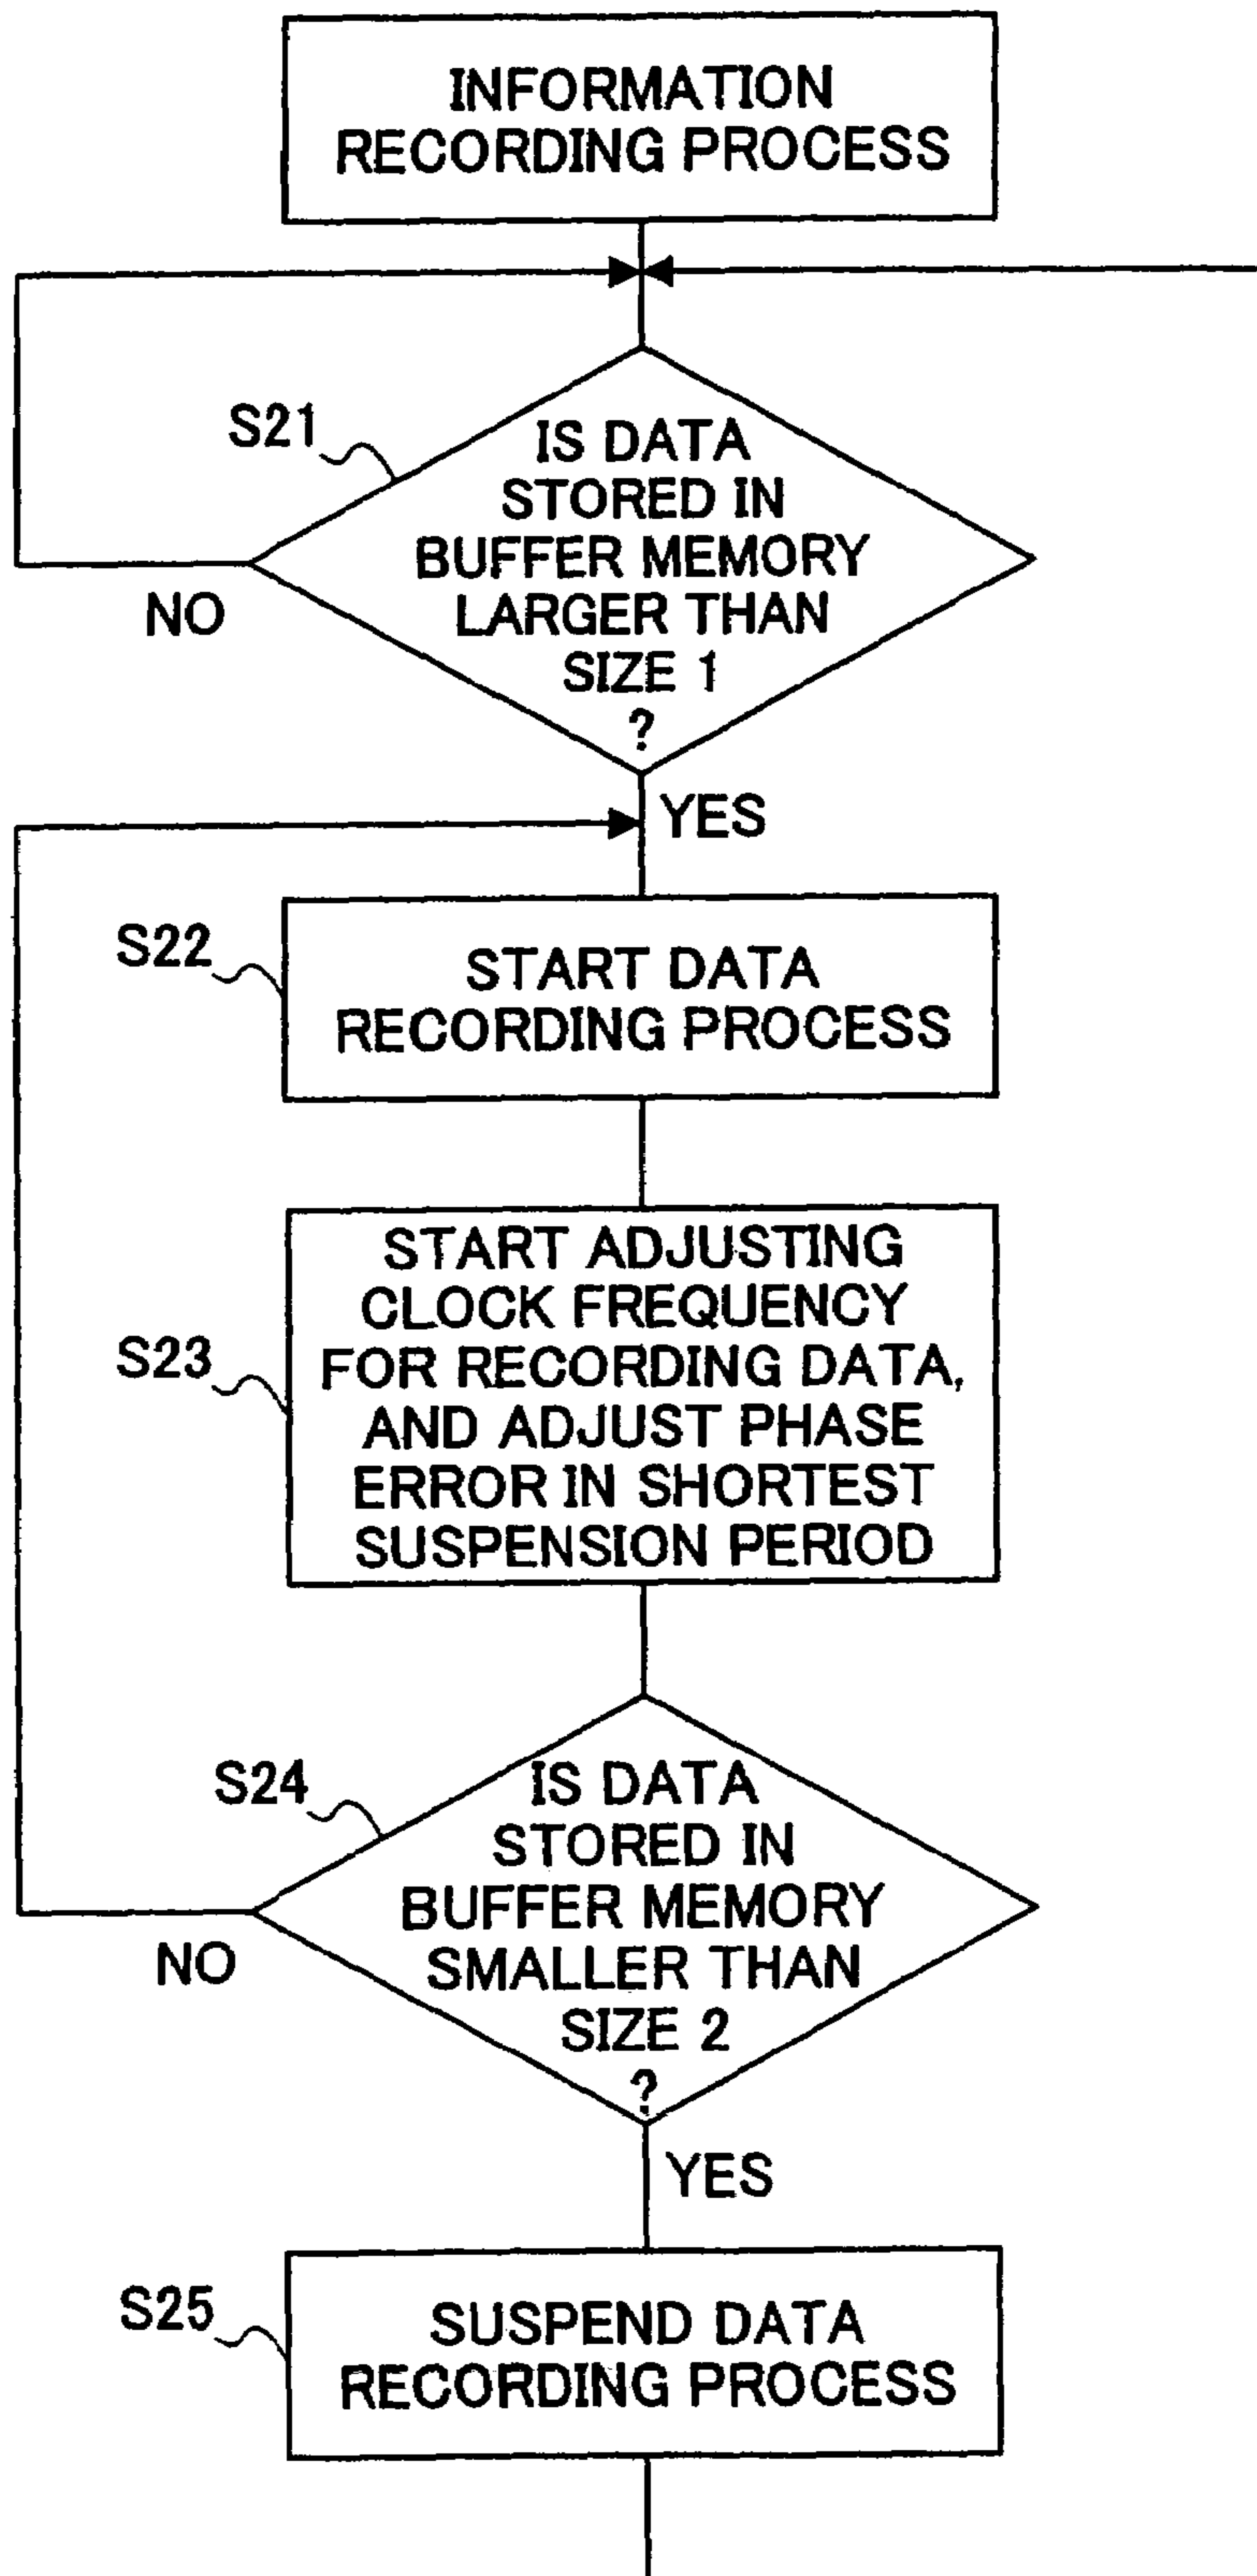 INFORMATION
RECORDING PROCESS
S21
IS DATA
STORED IN
BUFFER MEMORY
LARGER THAN
SIZE 1
?
NO
YES
S22
START DATA
RECORDING PROCESS
S23
START ADJUSTING
CLOCK FREQUENCY
FOR RECORDING DATA,
AND ADJUST PHASE
ERROR IN SHORTEST
SUSPENSION PERIOD
S24
IS DATA
STORED IN
BUFFER MEMORY
SMALLER THAN
SIZE 2
?
NO
YES
S25
SUSPEND DATA
RECORDING PROCESS